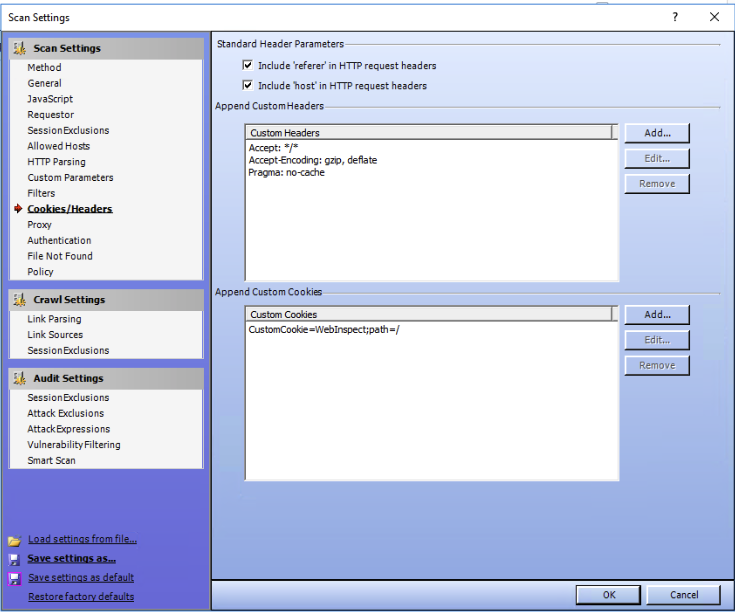 Scan Settings
?
Scan Settings
Method
General
JavaScript
Requestor
SessionExclusions
Allowed Hosts
HTTP Parsing
Custom Parameters
Filters
Cookies/Headers
Proxy
Authentication
File Not Found
Policy
Crawl Settings
Link Parsing
Link Sources
SessionExclusions
Audit Settings
SessionExclusions
Attack Exclusions
AttackExpressions
VulnerabilityFiltering
Smart Scan
Load settings from file...
Save settings as...
Save settings as default
Restore factory defaults
Standard Header Parameters
Include 'referer' in HTTP request headers
Include 'host' in HTTP request headers
Append CustomHeaders
Custom Headers
Accept: */*
Accept-Encoding: gzip, deflate
Pragma: no-cache
Add...
Edit...
Remove
Append Custom Cookies
Custom Cookies
CustomCookie=WebInspect;path=/
Add...
Edit...
Remove
OK
Cancel